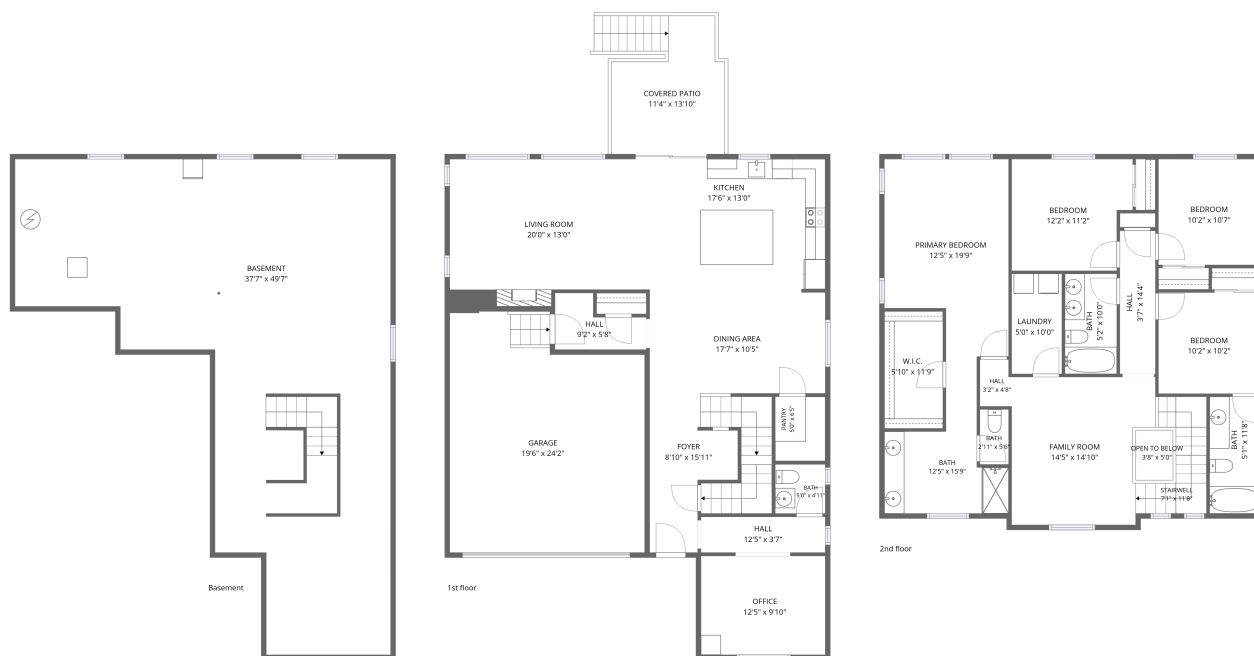 BASEMENT
37'7" x 49'7"
Basement
COVERED PATIO
11'4" x 13'10"
KITCHEN
17'6" x 13'0"
LIVING ROOM
20'0" x 13'0"
HALL
9'2" x 5'8"
DINING AREA
17'7" x 10'5"
PANTRY
5'0" x 6'5"
GARAGE
19'6" x 24'2"
FOYER
8'10" x 15'11"
BATH
5'0" x 4'11"
HALL
12'5" x 3'7"
OFFICE
12'5" x 9'10"
1st floor
BEDROOM
12'2" x 11'2"
BEDROOM
10'2" x 10'7"
PRIMARY BEDROOM
12'5" x 19'9"
HALL
3'7" x 14'4"
LAUNDRY
5'0" x 10'0"
BATH
5'2" x 10'0"
BEDROOM
10'2" x 10'2"
W.I.C.
5'10" x 11'9"
HALL
3'2" x 4'8"
BATH
2'11" x 5'6"
FAMILY ROOM
14'5" x 14'10"
OPEN TO BELOW
3'8" x 5'0"
BATH
5'1" x 11'8"
BATH
12'5" x 15'9"
STAIRWELL
7'1" x 11'8"
2nd floor